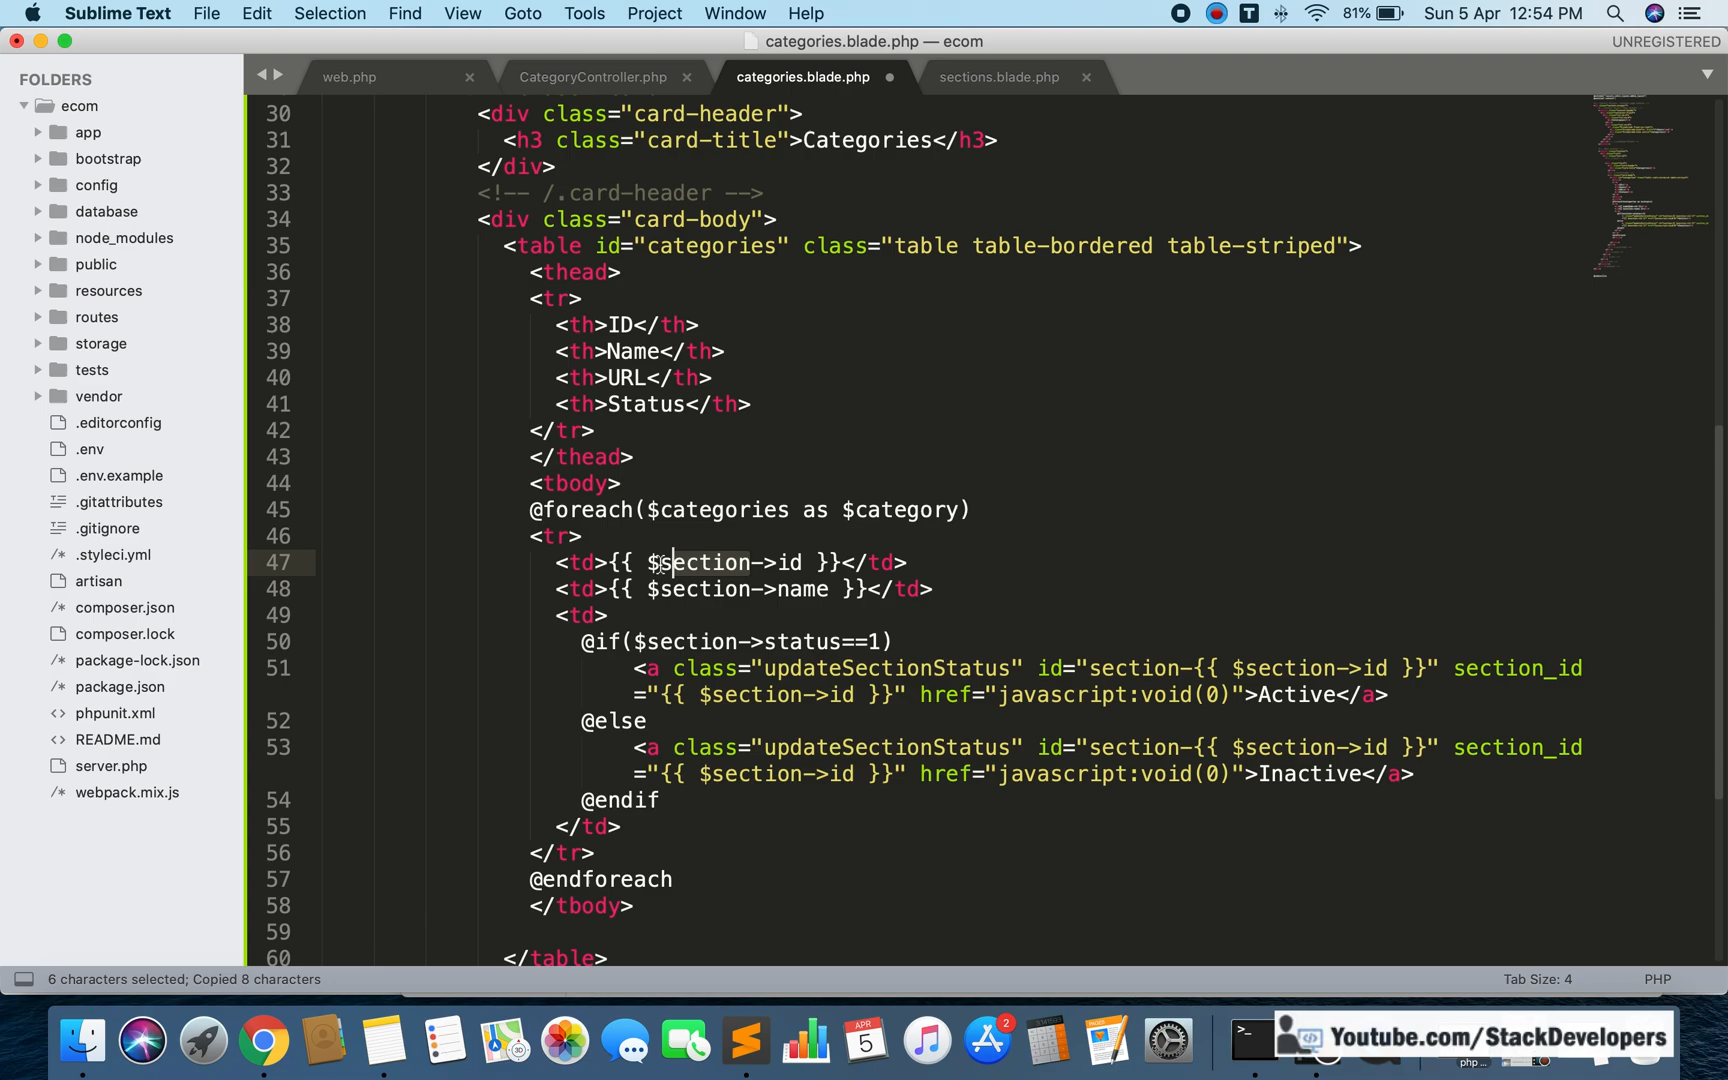 Sublime Text File Edit Selection Find View Goto Tools Project Window Help 81% Sun 5 Apr 12:54 PM
categories.blade.php — ecom UNREGISTERED
FOLDERS
ecom
app
bootstrap
config
database
node_modules
public
resources
routes
storage
tests
vendor
.editorconfig
.env
.env.example
.gitattributes
.gitignore
.styleci.yml
artisan
composer.json
composer.lock
package-lock.json
package.json
phpunit.xml
README.md
server.php
webpack.mix.js
web.php CategoryController.php categories.blade.php sections.blade.php
30 <div class="card-header">
31 <h3 class="card-title">Categories</h3>
32 </div>
33 <!-- /.card-header -->
34 <div class="card-body">
35 <table id="categories" class="table table-bordered table-striped">
36 <thead>
37 <tr>
38 <th>ID</th>
39 <th>Name</th>
40 <th>URL</th>
41 <th>Status</th>
42 </tr>
43 </thead>
44 <tbody>
45 @foreach($categories as $category)
46 <tr>
47 <td>{{ $section->id }}</td>
48 <td>{{ $section->name }}</td>
49 <td>
50 @if($section->status==1)
51 <a class="updateSectionStatus" id="section-{{ $section->id }}" section_id
="{{ $section->id }}" href="javascript:void(0)">Active</a>
52 @else
53 <a class="updateSectionStatus" id="section-{{ $section->id }}" section_id
="{{ $section->id }}" href="javascript:void(0)">Inactive</a>
54 @endif
55 </td>
56 </tr>
57 @endforeach
58 </tbody>
59
60 </table>
6 characters selected; Copied 8 characters Tab Size: 4 PHP
APR
5
2
Youtube.com/StackDevelopers
php ...